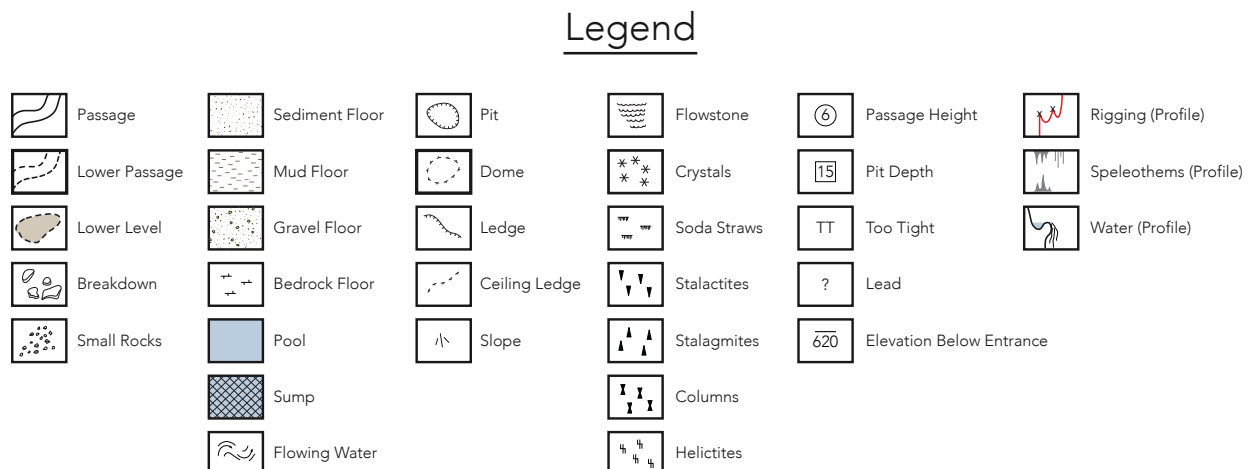 Legend
Passage
Lower Passage
Lower Level
Breakdown
Small Rocks
Sediment Floor
Mud Floor
Gravel Floor
Bedrock Floor
Pool
Sump
Flowing Water
Pit
Dome
Ledge
Ceiling Ledge
Slope
Flowstone
Crystals
Soda Straws
Stalactites
Stalagmites
Columns
Helictites
6 Passage Height
15 Pit Depth
TT Too Tight
? Lead
620 Elevation Below Entrance
Rigging (Profile)
Speleothems (Profile)
Water (Profile)